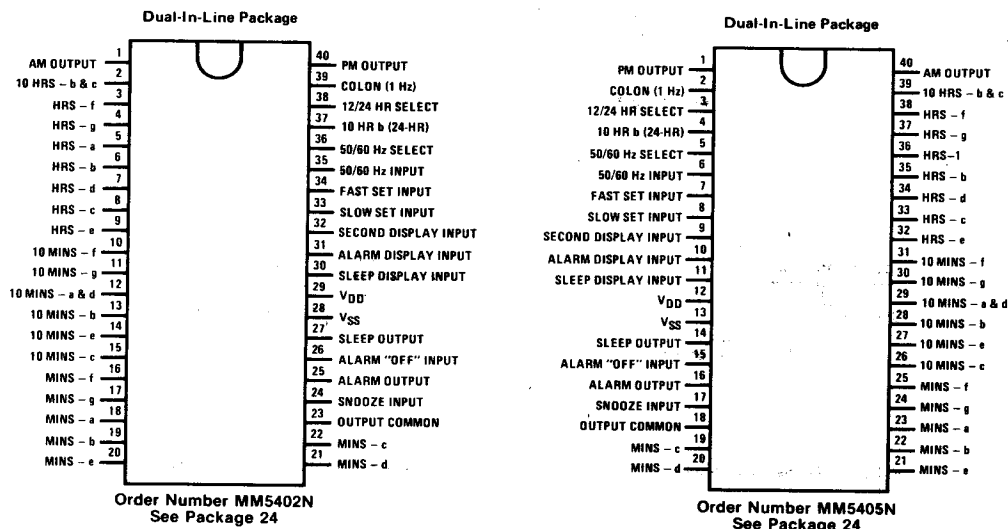 Dual-In-Line Package
1 AM OUTPUT
2 10 HRS – b & c
3 HRS – f
4 HRS – g
5 HRS – a
6 HRS – b
7 HRS – d
8 HRS – c
9 HRS – e
10 10 MINS – f
11 10 MINS – g
12 10 MINS – a & d
13 10 MINS – b
14 10 MINS – e
15 10 MINS – c
16 MINS – f
17 MINS – g
18 MINS – a
19 MINS – b
20 MINS – e
40 PM OUTPUT
39 COLON (1 Hz)
38 12/24 HR SELECT
37 10 HR b (24-HR)
36 50/60 Hz SELECT
35 50/60 Hz INPUT
34 FAST SET INPUT
33 SLOW SET INPUT
32 SECOND DISPLAY INPUT
31 ALARM DISPLAY INPUT
30 SLEEP DISPLAY INPUT
29 VDD
28 VSS
27 SLEEP OUTPUT
26 ALARM "OFF" INPUT
25 ALARM OUTPUT
24 SNOOZE INPUT
23 OUTPUT COMMON
22 MINS – c
21 MINS – d
Order Number MM5402N
See Package 24
Dual-In-Line Package
1 PM OUTPUT
2 COLON (1 Hz)
3 12/24 HR SELECT
4 10 HR b (24-HR)
5 50/60 Hz SELECT
6 50/60 Hz INPUT
7 FAST SET INPUT
8 SLOW SET INPUT
9 SECOND DISPLAY INPUT
10 ALARM DISPLAY INPUT
11 SLEEP DISPLAY INPUT
12 VDD
13 VSS
14 SLEEP OUTPUT
15 ALARM "OFF" INPUT
16 ALARM OUTPUT
17 SNOOZE INPUT
18 OUTPUT COMMON
19 MINS – c
20 MINS – d
40 AM OUTPUT
39 10 HRS – b & c
38 HRS – f
37 HRS – g
36 HRS–1
35 HRS – b
34 HRS – d
33 HRS – c
32 HRS – e
31 10 MINS – f
30 10 MINS – g
29 10 MINS – a & d
28 10 MINS – b
27 10 MINS – e
26 10 MINS – c
25 MINS – f
24 MINS – g
23 MINS – a
22 MINS – b
21 MINS – e
Order Number MM5405N
See Package 24